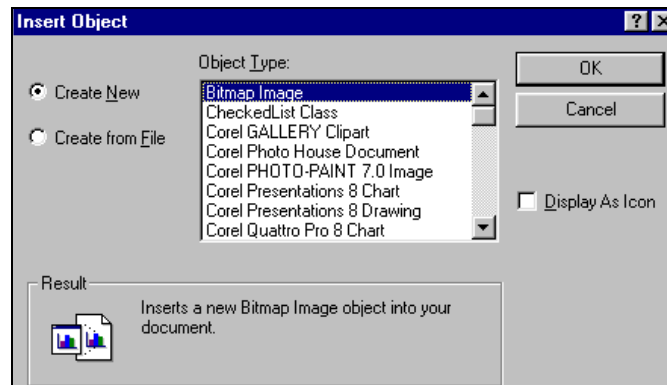 Insert Object
Object Type:
Create New
Create from File
Bitmap Image
CheckedList Class
Corel GALLERY Clipart
Corel Photo House Document
Corel PHOTO-PAINT 7.0 Image
Corel Presentations 8 Chart
Corel Presentations 8 Drawing
Corel Quattro Pro 8 Chart
OK
Cancel
Display As Icon
Result
Inserts a new Bitmap Image object into your
document.